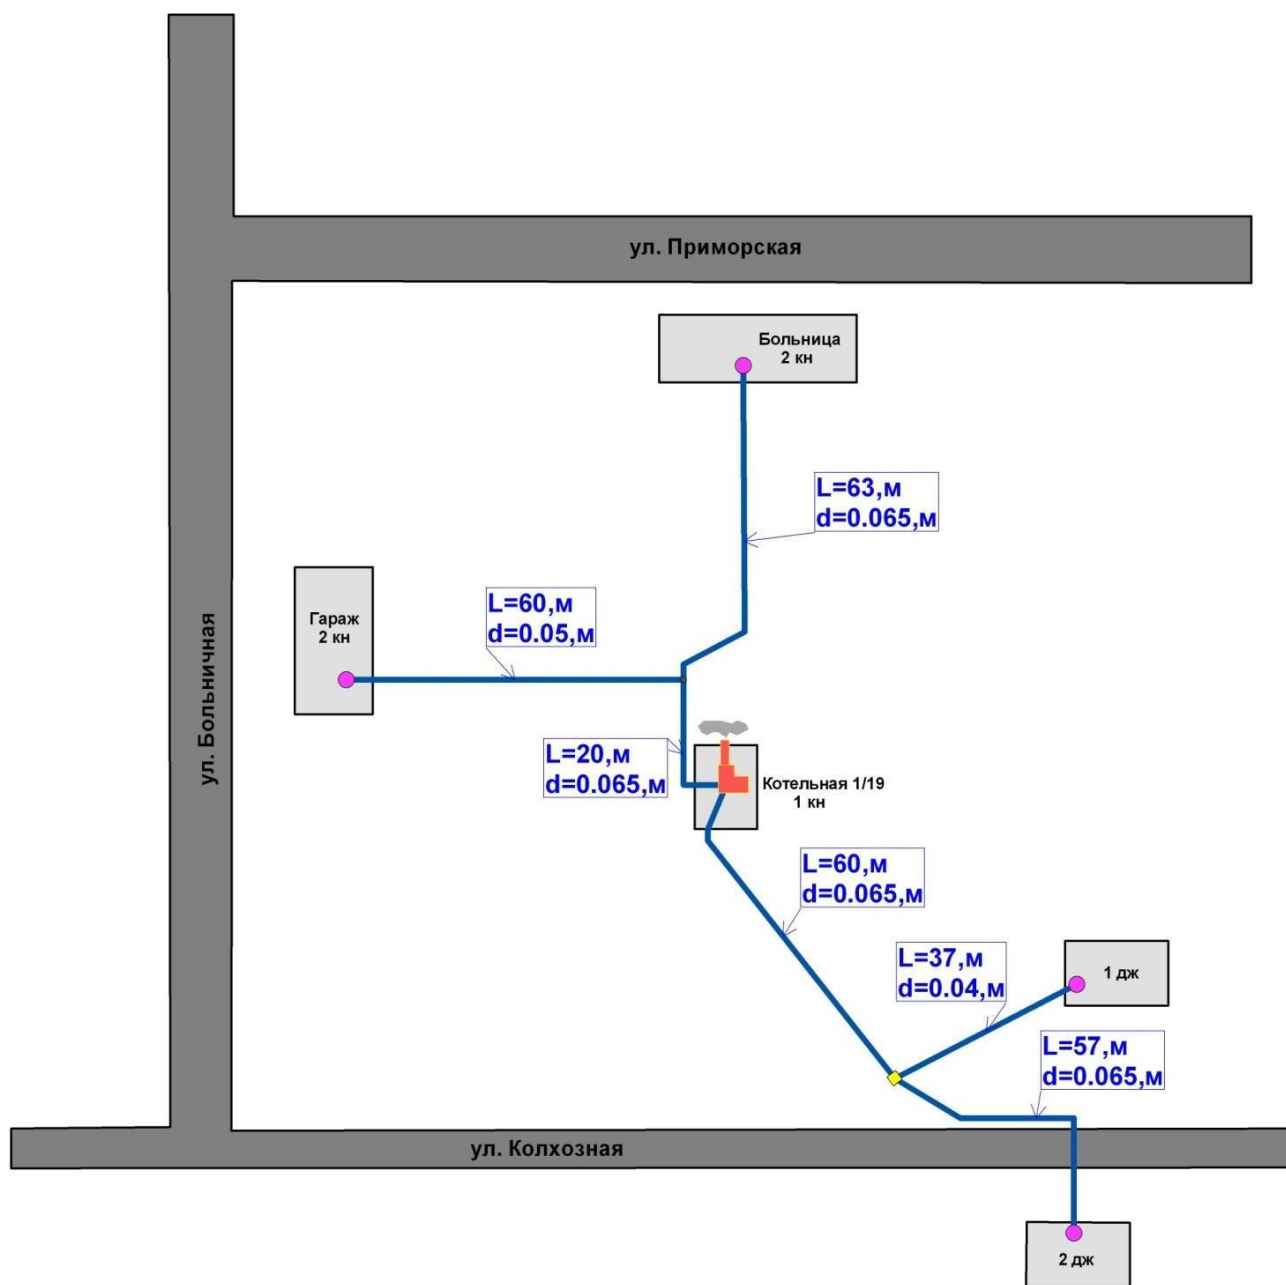 ул. Приморская
Больница
2 кн
L=63,м
d=0.065,м
L=60,м
d=0.05,м
Гараж
2 кн
ул. Больничная
L=20,м
d=0.065,м
Котельная 1/19
1 кн
L=60,м
d=0.065,м
L=37,м
d=0.04,м
1 дж
L=57,м
d=0.065,м
ул. Колхозная
2 дж